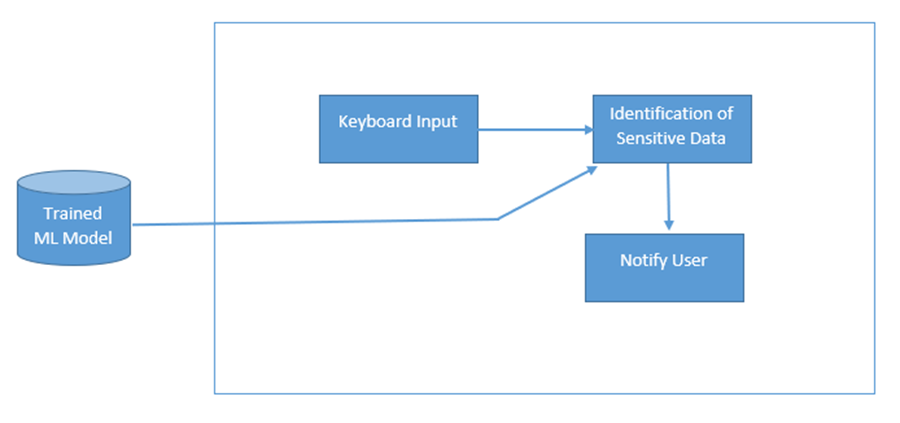 Keyboard Input
Identification of
Sensitive Data
Trained
ML Model
Notify User